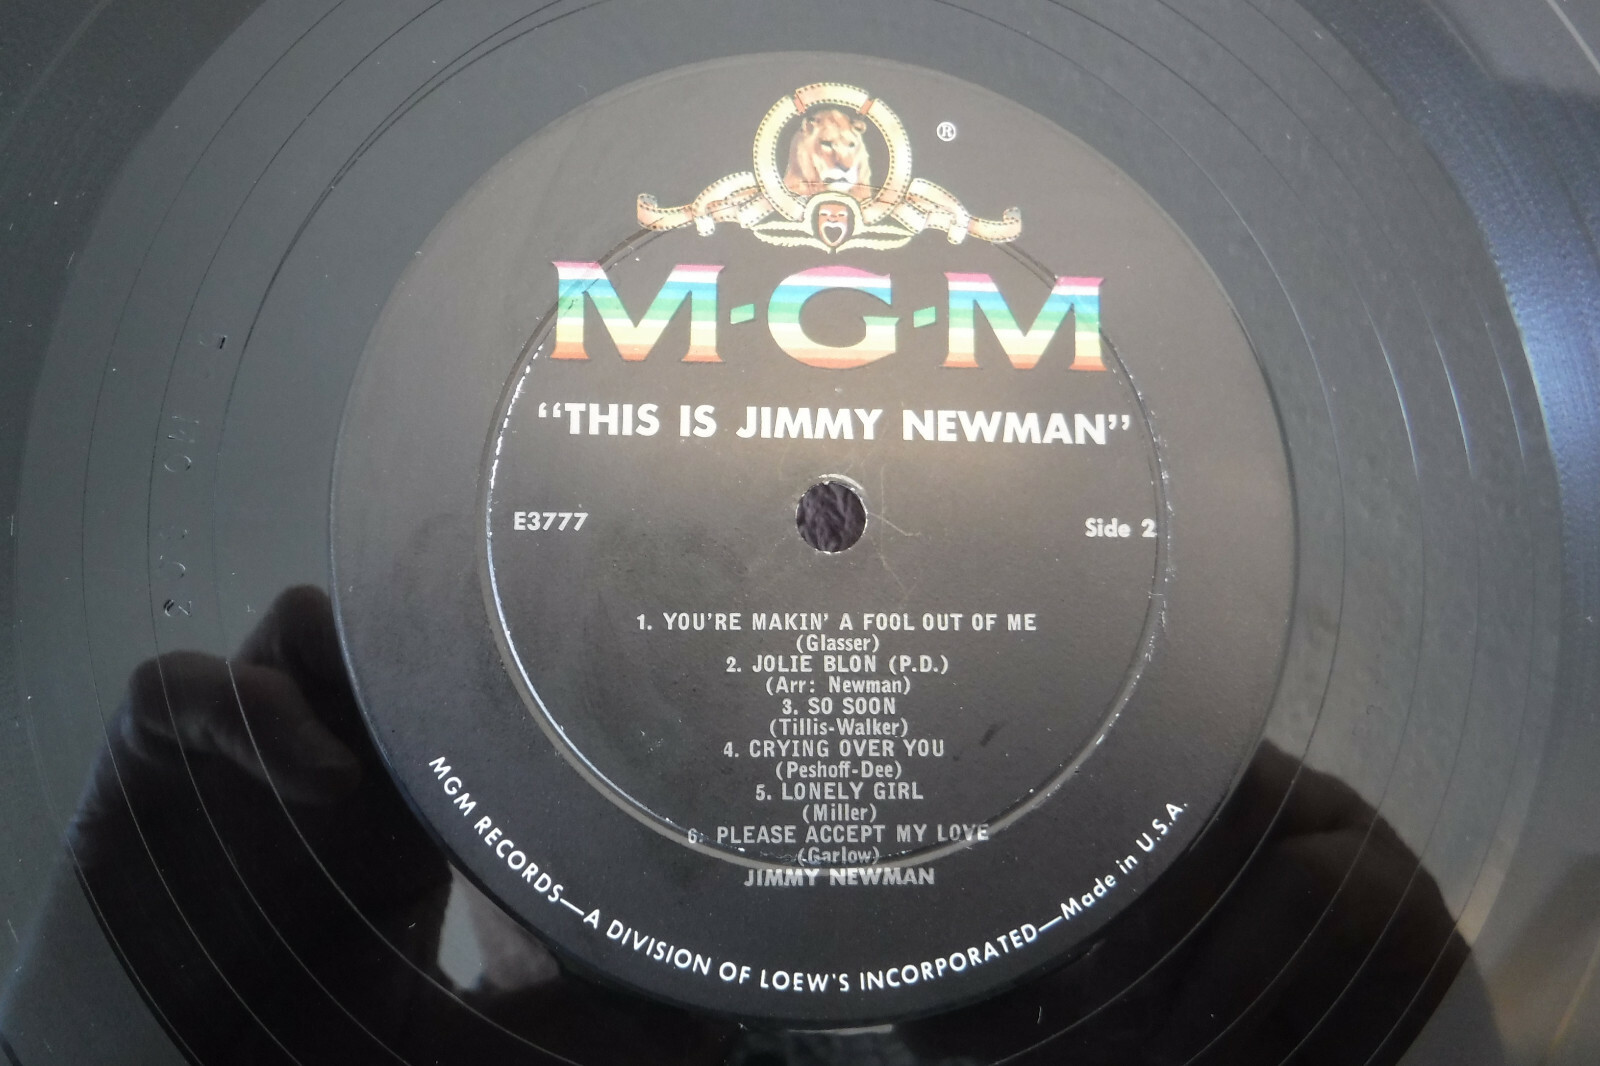 ®
M-G-M
“THIS IS JIMMY NEWMAN”
E3777
Side 2
1. YOU'RE MAKIN' A FOOL OUT OF ME
(Glasser)
2. JOLIE BLON (P.D.)
(Arr: Newman)
3. SO SOON
(Tillis-Walker)
4. CRYING OVER YOU
(Peshoff-Dee)
5. LONELY GIRL
(Miller)
6. PLEASE ACCEPT MY LOVE
(Garlow)
JIMMY NEWMAN
MGM RECORDS—A DIVISION OF LOEW'S INCORPORATED—Made in U.S.A.